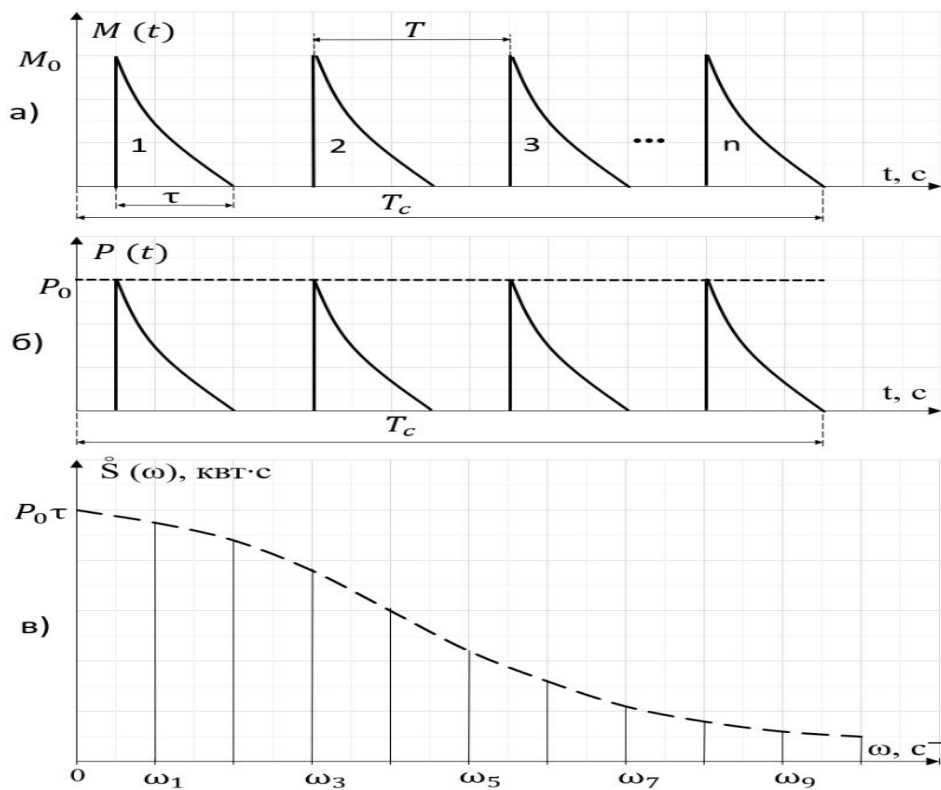 M (t)
T
M₀
а)
1
2
3
•••
n
t, с
τ
T_c
P (t)
P₀
б)
t, с
T_c
S̊ (ω), квт·с
P₀τ
в)
ω, с⁻
0
ω₁
ω₃
ω₅
ω₇
ω₉